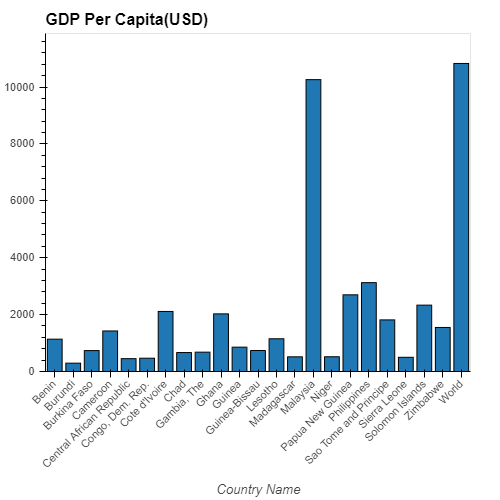 GDP Per Capita(USD)
10000
8000
6000
4000
2000
0
Benin
Burundi
Burkina Faso
Cameroon
Central African Republic
Congo, Dem. Rep.
Cote d'Ivoire
Chad
Gambia, The
Ghana
Guinea
Guinea-Bissau
Lesotho
Madagascar
Malaysia
Niger
Papua New Guinea
Philippines
Sao Tome and Principe
Sierra Leone
Solomon Islands
Zimbabwe
World
Country Name